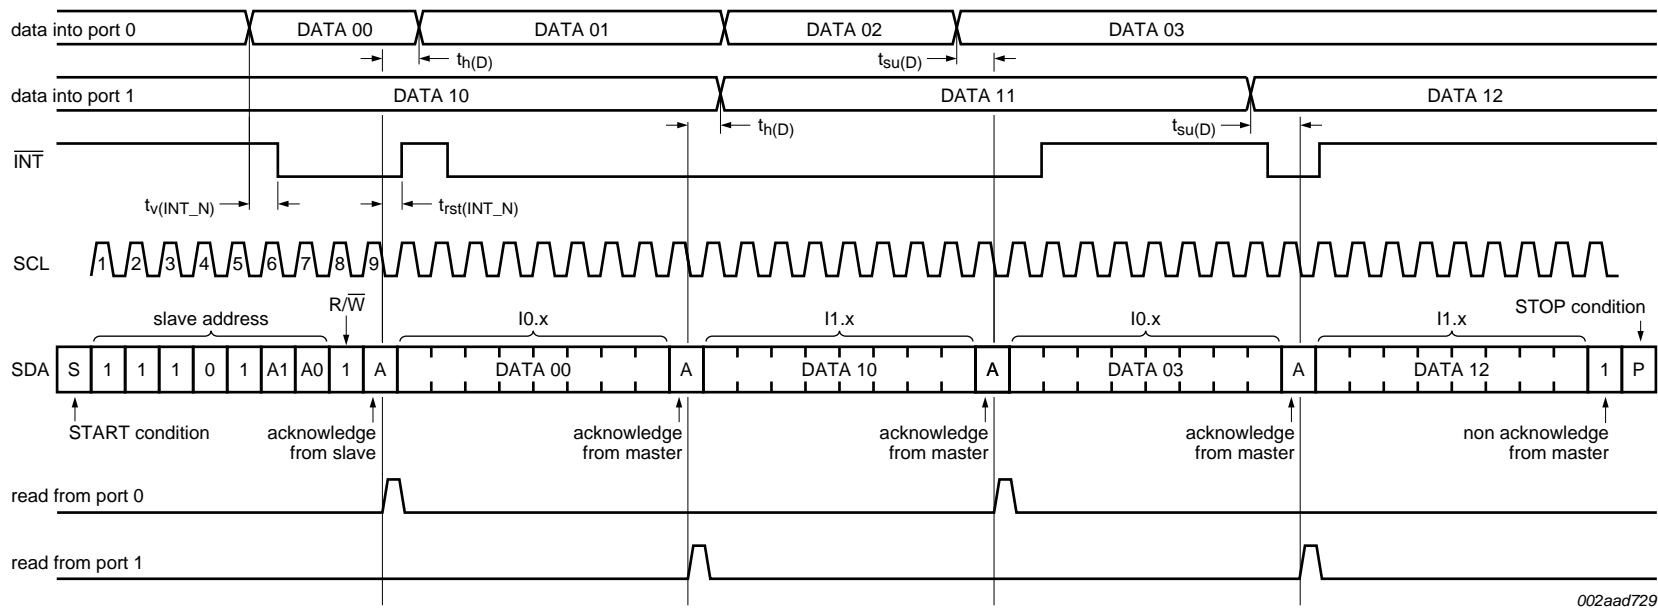 data into port 0 DATA 00 DATA 01 DATA 02 DATA 03
th(D) tsu(D)
data into port 1 DATA 10 DATA 11 DATA 12
th(D) tsu(D)
INT
tv(INT_N) trst(INT_N)
SCL 1 2 3 4 5 6 7 8 9
R/W STOP condition
slave address I0.x I1.x I0.x I1.x
SDA S 1 1 1 0 1 A1 A0 1 A DATA 00 A DATA 10 A DATA 03 A DATA 12 1 P
START condition acknowledge acknowledge acknowledge acknowledge non acknowledge
from slave from master from master from master from master
read from port 0
read from port 1
002aad729